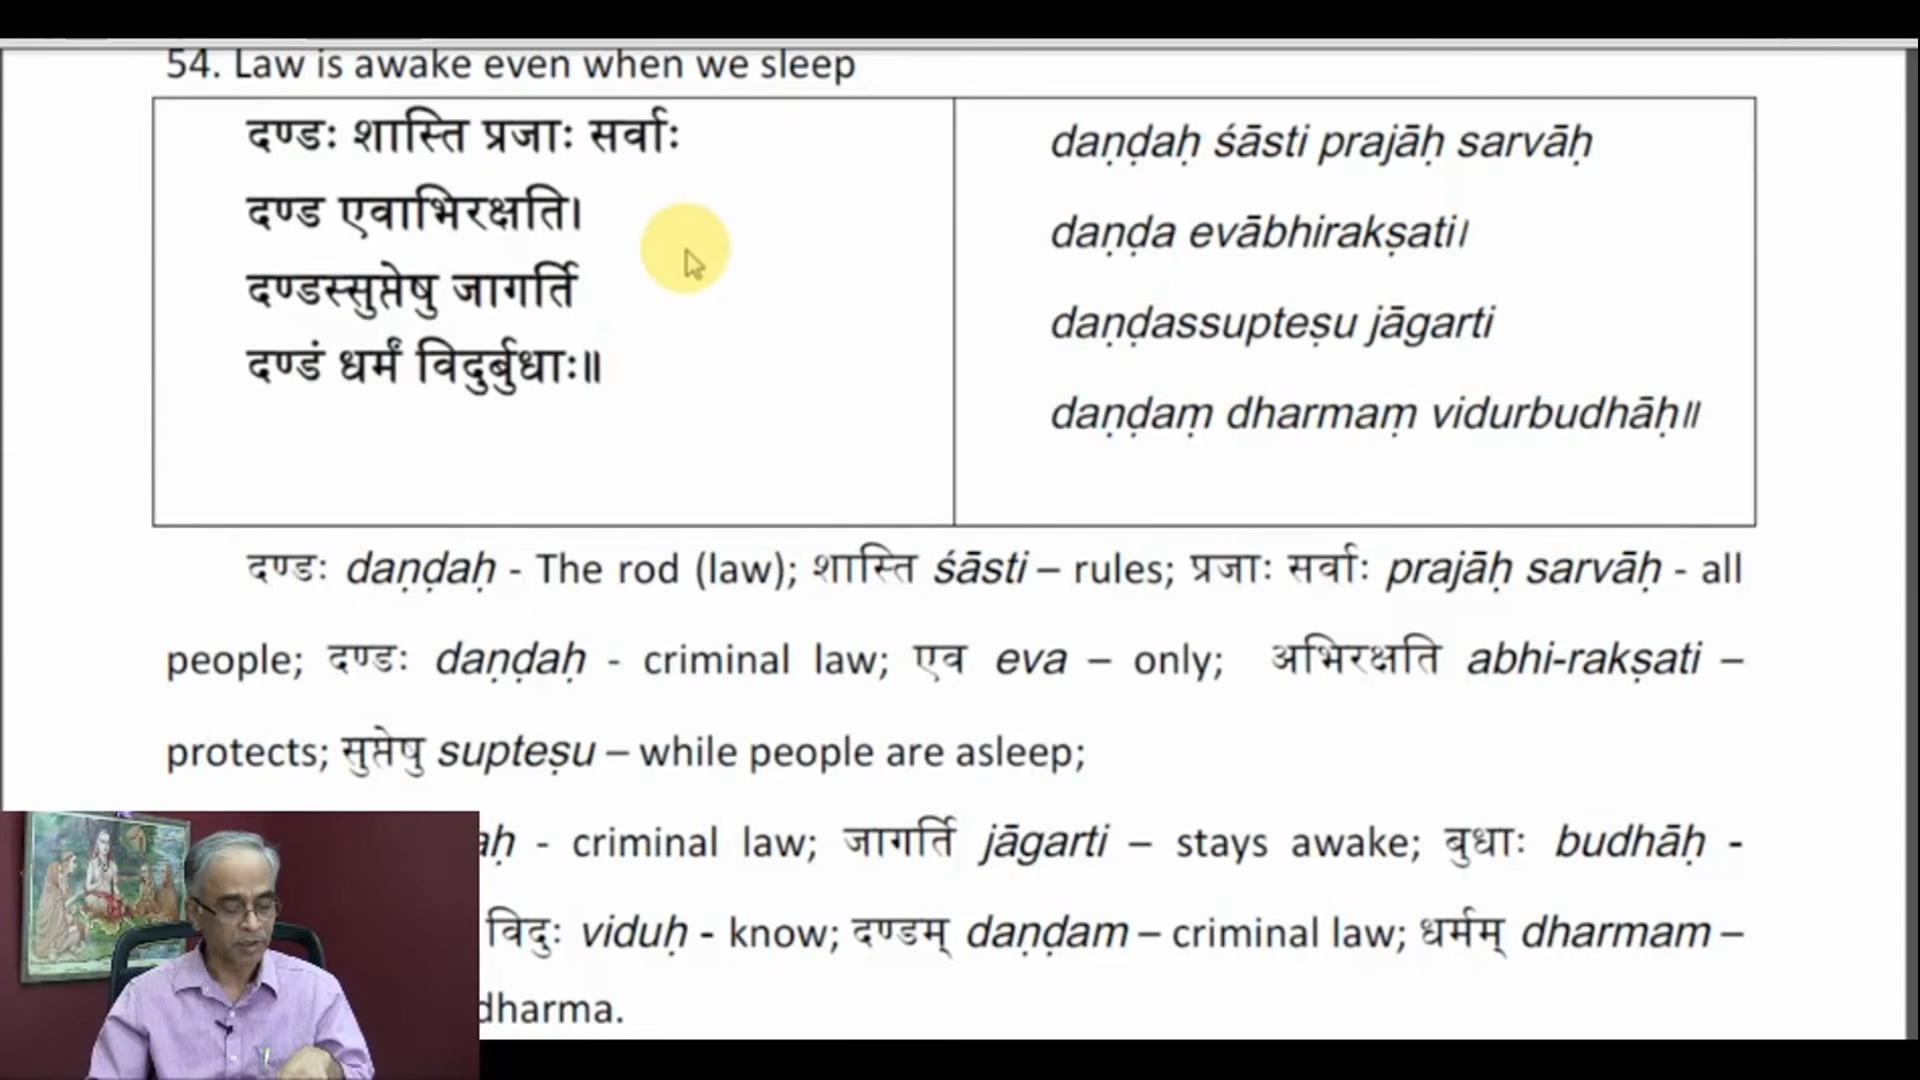 54. Law is awake even when we sleep
दण्डः शास्ति प्रजाः सर्वाः
दण्ड एवाभिरक्षति।
दण्डस्सुप्तेषु जागर्ति
दण्डं धर्मं विदुर्बुधाः॥
daṇḍaḥ śāsti prajāḥ sarvāḥ
daṇḍa evābhirakṣati।
daṇḍassupteṣu jāgarti
daṇḍaṃ dharmaṃ vidurbudhāḥ॥
दण्डः daṇḍaḥ - The rod (law); शास्ति śāsti – rules; प्रजाः सर्वाः prajāḥ sarvāḥ - all
people; दण्डः daṇḍaḥ - criminal law; एव eva – only; अभिरक्षति abhi-rakṣati –
protects; सुप्तेषु supteṣu – while people are asleep;
- criminal law; जागर्ति jāgarti – stays awake; बुधाः budhāḥ -
विदुः viduḥ - know; दण्डम् daṇḍam – criminal law; धर्मम् dharmam –
dharma.